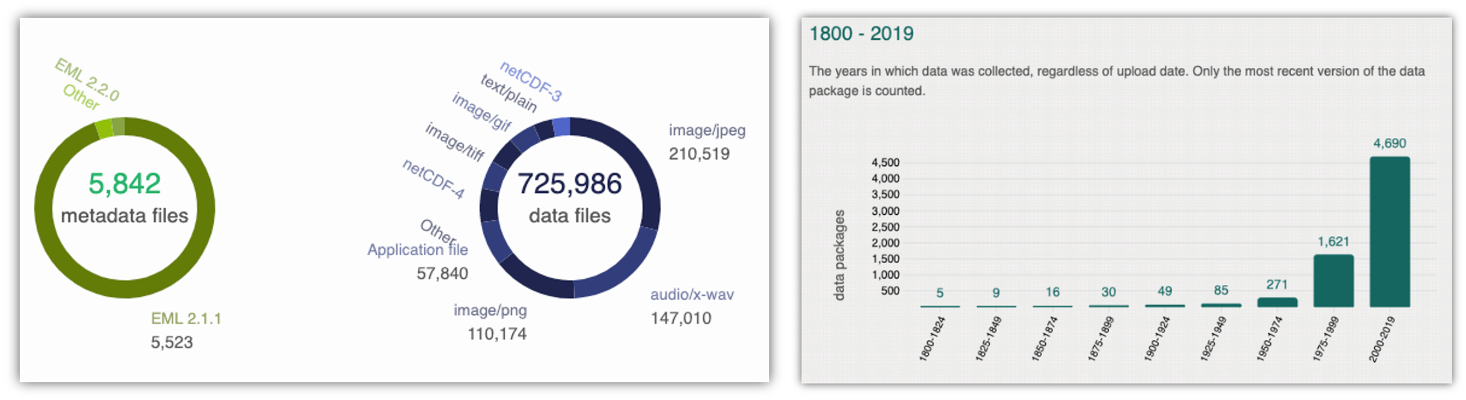 EML 2.2.0
Other
5,842
metadata files
EML 2.1.1
5,523
netCDF-3
text/plain
image/gif
image/tiff
netCDF-4
Other
Application file
57,840
image/png
110,174
725,986
data files
image/jpeg
210,519
audio/x-wav
147,010
1800 - 2019
The years in which data was collected, regardless of upload date. Only the most recent version of the data
package is counted.
data packages
4,500
4,000
3,500
3,000
2,500
2,000
1,500
1,000
500
5
9
16
30
49
85
271
1,621
4,690
1800-1824
1825-1849
1850-1874
1875-1899
1900-1924
1925-1949
1950-1974
1975-1999
2000-2019